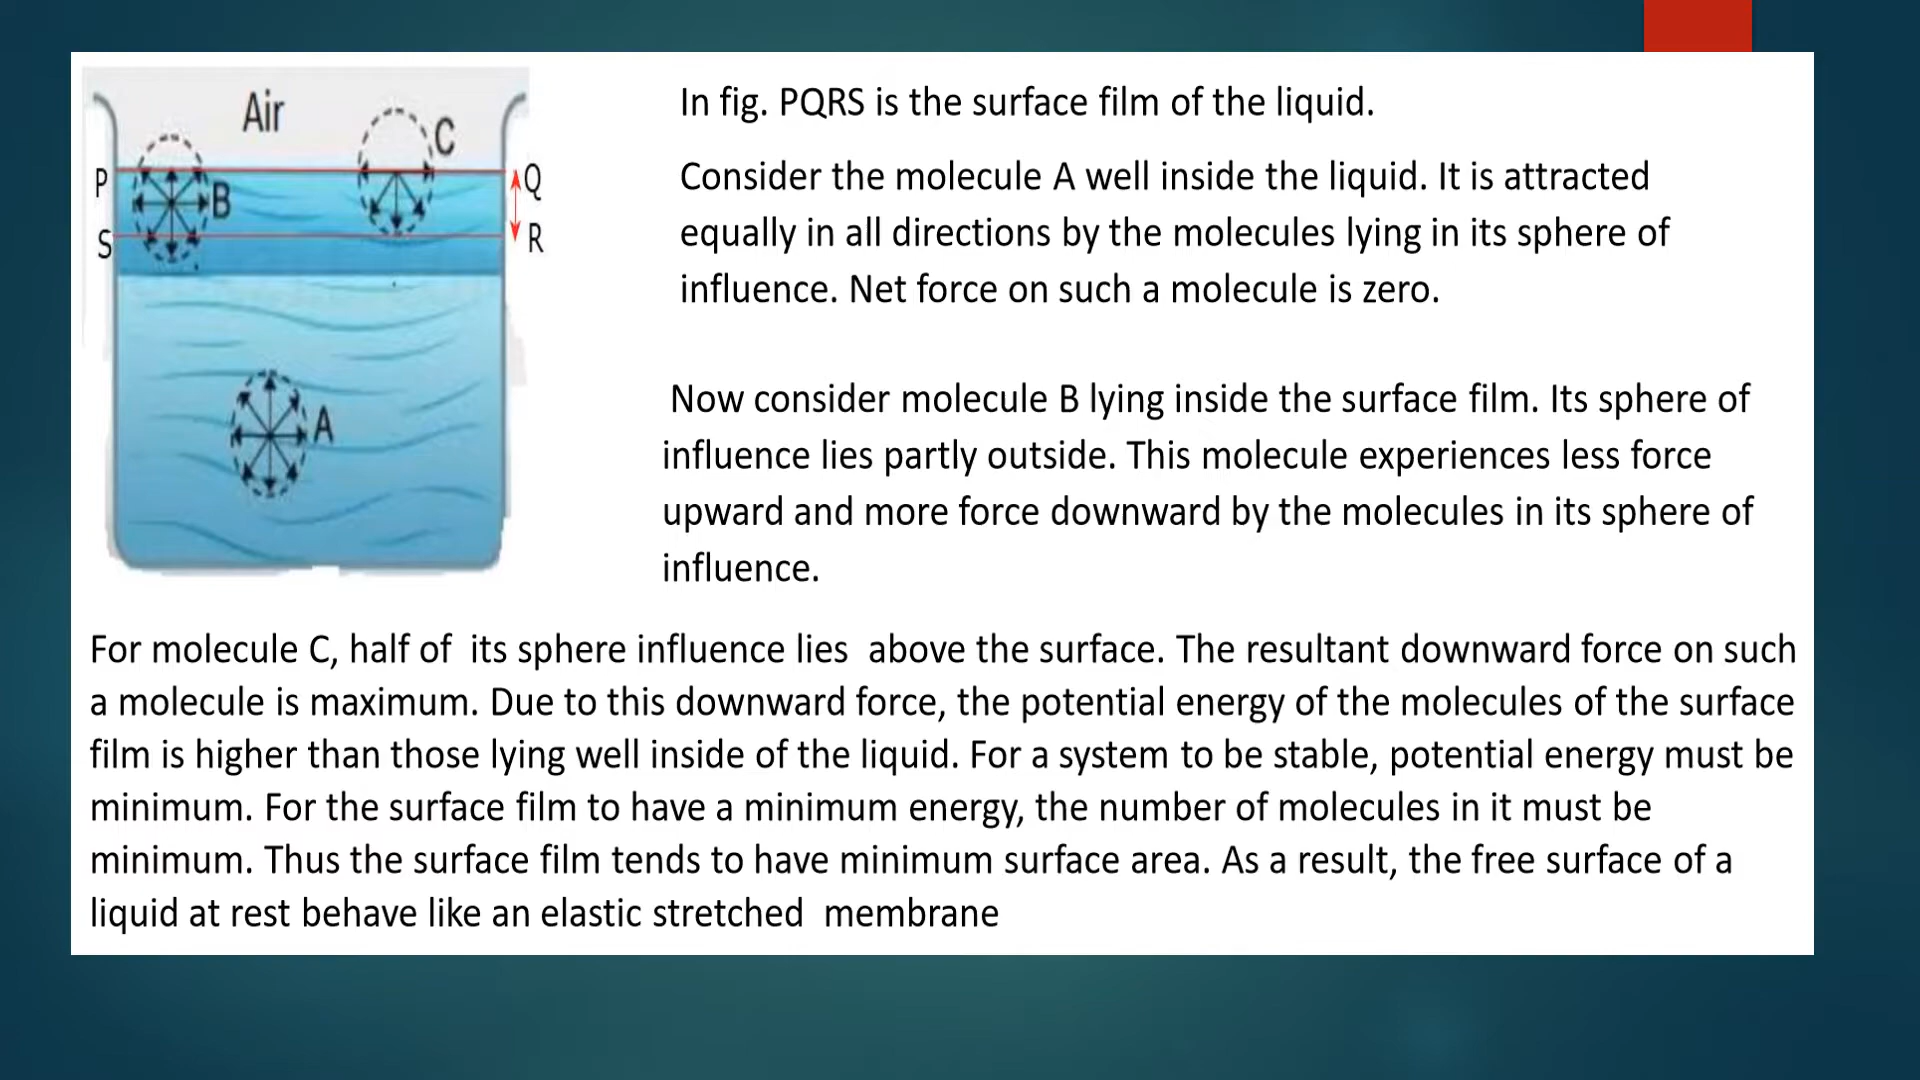 Air
C
P
Q
B
S
R
A
In fig. PQRS is the surface film of the liquid.
Consider the molecule A well inside the liquid. It is attracted
equally in all directions by the molecules lying in its sphere of
influence. Net force on such a molecule is zero.
Now consider molecule B lying inside the surface film. Its sphere of
influence lies partly outside. This molecule experiences less force
upward and more force downward by the molecules in its sphere of
influence.
For molecule C, half of its sphere influence lies above the surface. The resultant downward force on such
a molecule is maximum. Due to this downward force, the potential energy of the molecules of the surface
film is higher than those lying well inside of the liquid. For a system to be stable, potential energy must be
minimum. For the surface film to have a minimum energy, the number of molecules in it must be
minimum. Thus the surface film tends to have minimum surface area. As a result, the free surface of a
liquid at rest behave like an elastic stretched membrane